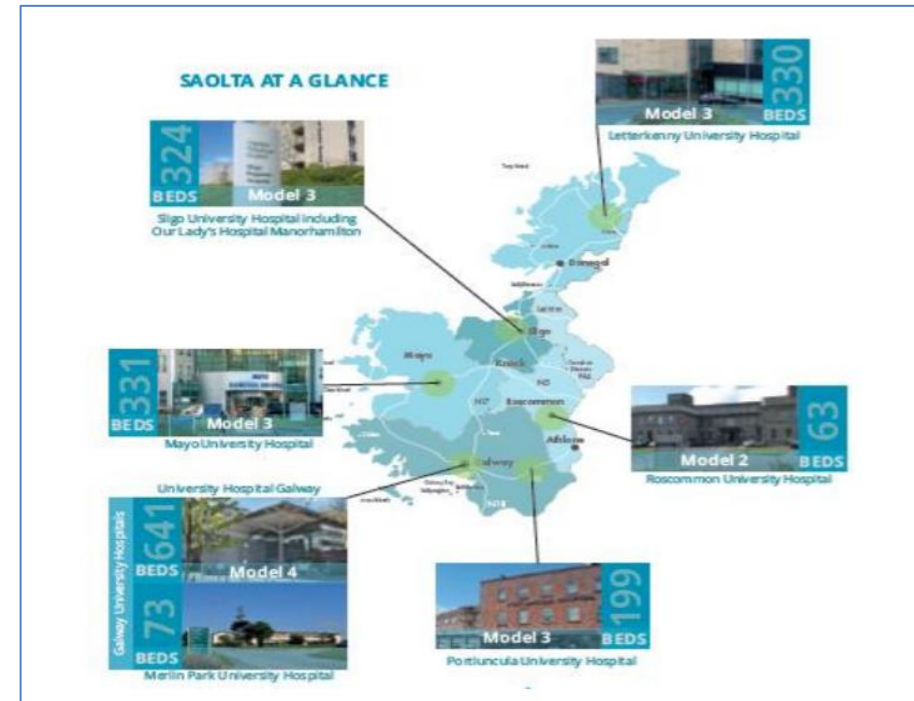 SAOLTA AT A GLANCE
330
BEDS
Model 3
Letterkenny University Hospital
324
BEDS
Model 3
Sligo University Hospital including
Our Lady's Hospital Manorhamilton
Donegal
Leitrim
Sligo
Mayo
Knock
N5
N17
Roscommon
Athlone
331
BEDS
Model 3
Mayo University Hospital
63
BEDS
Model 2
Roscommon University Hospital
University Hospital Galway
Galway University Hospitals
641
BEDS
Model 4
73
BEDS
Merlin Park University Hospital
alway
N18
199
BEDS
Model 3
Portiuncula University Hospital